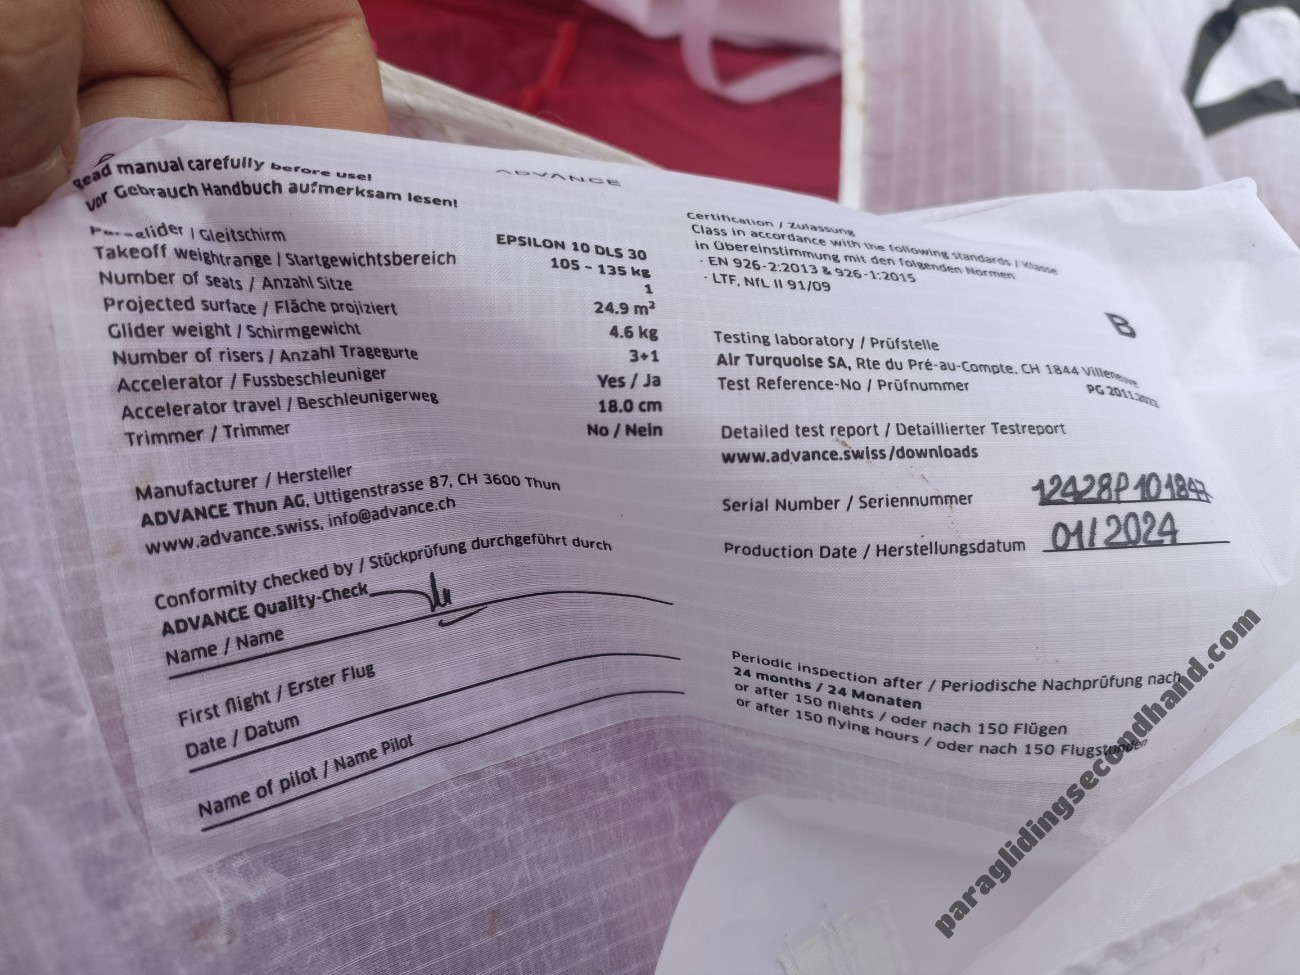 Read manual carefully before use!
Vor Gebrauch Handbuch aufmerksam lesen!
ADVANCE
Paraglider / Gleitschirm EPSILON 10 DLS 30
Takeoff weightrange / Startgewichtsbereich 105 – 135 kg
Number of seats / Anzahl Sitze 1
Projected surface / Fläche projiziert 24.9 m²
Glider weight / Schirmgewicht 4.6 kg
Number of risers / Anzahl Tragegurte 3+1
Accelerator / Fussbeschleuniger Yes / Ja
Accelerator travel / Beschleunigerweg 18.0 cm
Trimmer / Trimmer No / Nein
Manufacturer / Hersteller
ADVANCE Thun AG, Uttigenstrasse 87, CH 3600 Thun
www.advance.swiss, info@advance.ch
Conformity checked by / Stückprüfung durchgeführt durch
ADVANCE Quality-Check
Name / Name
First flight / Erster Flug
Date / Datum
Name of pilot / Name Pilot
Certification / Zulassung
Class in accordance with the following standards / Klasse
in Übereinstimmung mit den folgenden Normen
· EN 926-2:2013 & 926-1:2015
· LTF, NfL II 91/09
B
Testing laboratory / Prüfstelle
Air Turquoise SA, Rte du Pré-au-Compte, CH 1844 Villeneuve
Test Reference-No / Prüfnummer PG 2011.2022
Detailed test report / Detaillierter Testreport
www.advance.swiss/downloads
Serial Number / Seriennummer 12428P101847
Production Date / Herstellungsdatum 01/2024
Periodic inspection after / Periodische Nachprüfung nach
24 months / 24 Monaten
or after 150 flights / oder nach 150 Flügen
or after 150 flying hours / oder nach 150 Flugstunden
paraglidingsecondhand.com